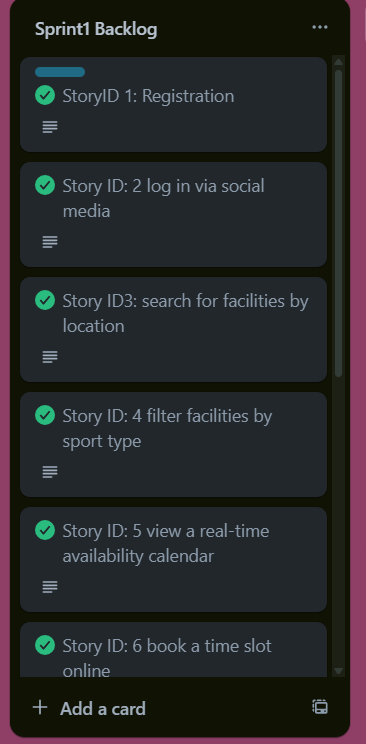 Sprint1 Backlog
StoryID 1: Registration
Story ID: 2 log in via social
media
Story ID3: search for facilities by
location
Story ID: 4 filter facilities by
sport type
Story ID: 5 view a real-time
availability calendar
Story ID: 6 book a time slot
online
Add a card